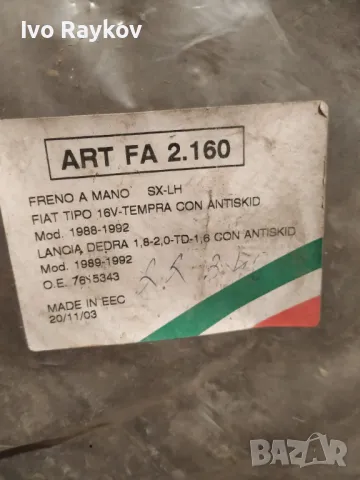 Ivo Raykov
ART FA 2.160
FRENO A MANO SX-LH
FIAT TIPO 16V-TEMPRA CON ANTISKID
Mod. 1988-1992
LANCIA DEDRA 1,8-2,0-TD-1,6 CON ANTISKID
Mod. 1989-1992
O.E.
MADE IN EEC
20/11/03
BAZAR
bg